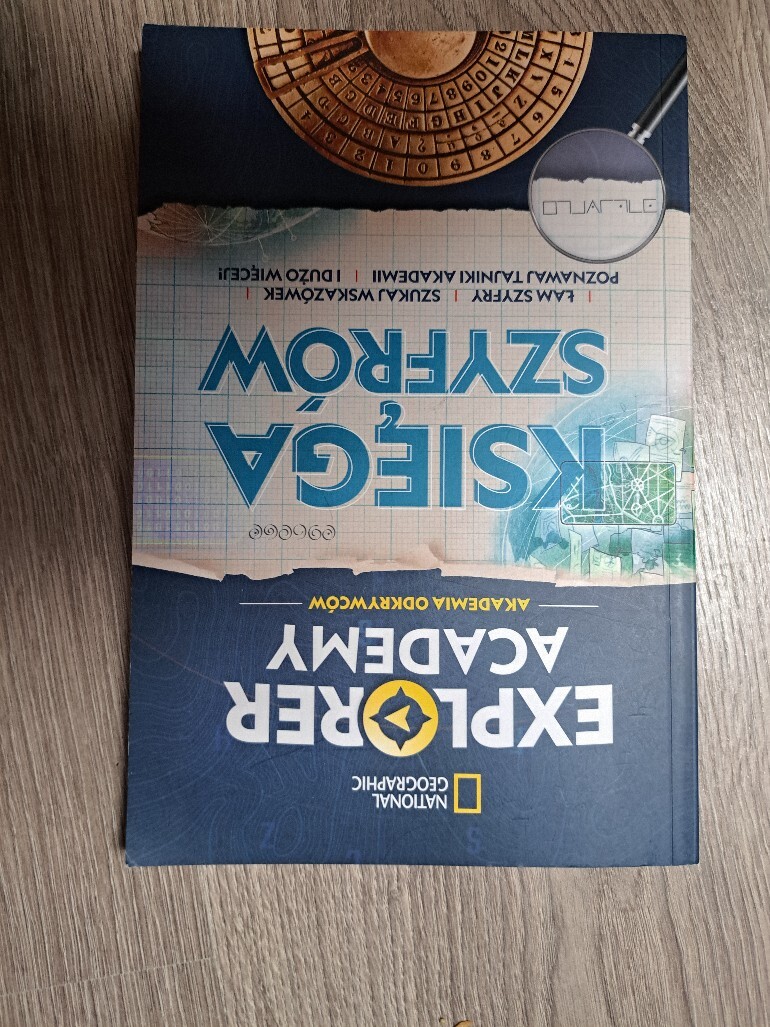 NATIONAL
GEOGRAPHIC
EXPLORER
ACADEMY
AKADEMIA ODKRYWCÓW
KSIĘGA
SZYFRÓW
ŁAM SZYFRY | SZUKAJ WSKAZÓWEK |
POZNAWAJ TAJNIKI AKADEMII | I DUŻO WIĘCEJ!